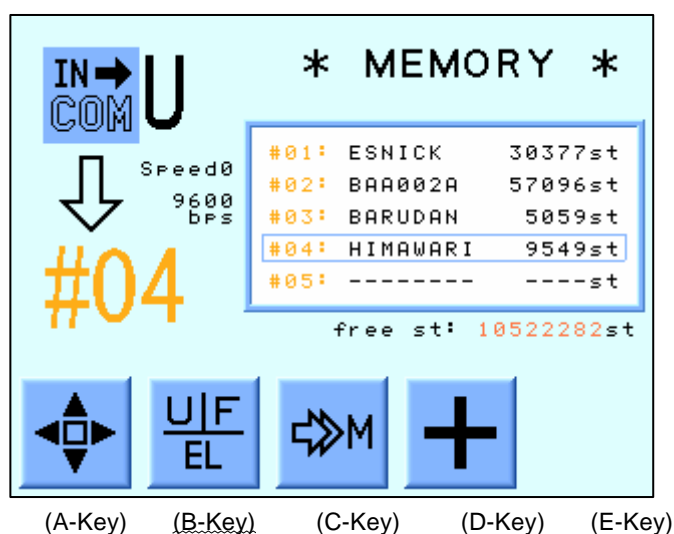 IN
COM
U
* MEMORY *
Speed0
9600
bps
#04
#01: ESNICK 30377st
#02: BAA002A 57096st
#03: BARUDAN 5059st
#04: HIMAWARI 9549st
#05: -------- ----st
free st: 10522282st
U|F
EL
M
(A-Key) (B-Key) (C-Key) (D-Key) (E-Key)